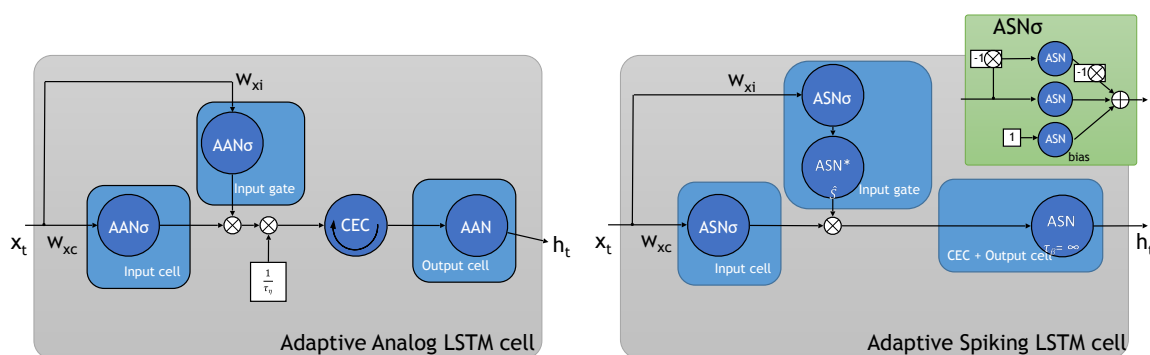 w_xi
AANσ
Input gate
x_t
w_xc
AANσ
Input cell
1
τ_η
CEC
AAN
Output cell
h_t
Adaptive Analog LSTM cell
w_xi
ASNσ
ASN*
Input gate
x_t
w_xc
ASNσ
Input cell
ASN
τ_β = ∞
CEC + Output cell
h_t
Adaptive Spiking LSTM cell
ASNσ
-1
ASN
-1
ASN
1
ASN
bias